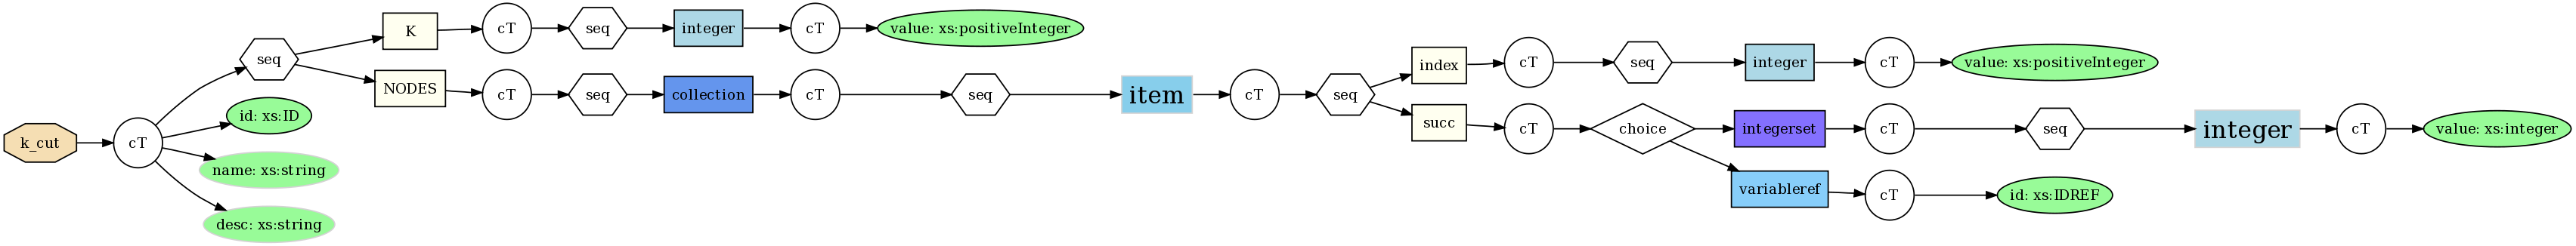 k_cut
cT
seq
id: xs:ID
name: xs:string
desc: xs:string
K
cT
seq
integer
cT
value: xs:positiveInteger
NODES
cT
seq
collection
cT
seq
item
cT
seq
index
cT
seq
integer
cT
value: xs:positiveInteger
succ
cT
choice
integerset
cT
seq
integer
cT
value: xs:integer
variableref
cT
id: xs:IDREF